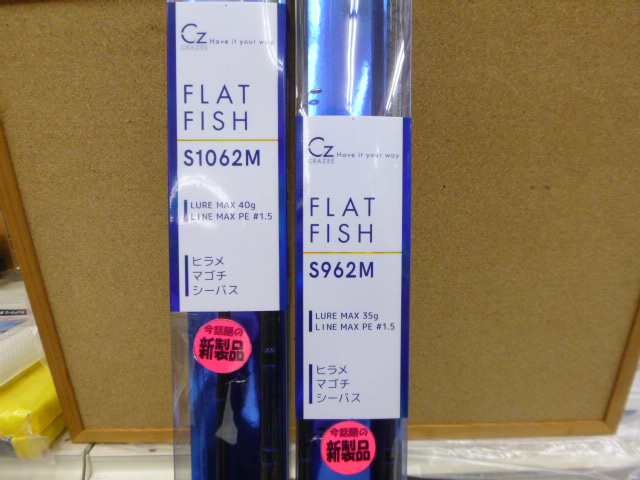 Cz Have it your way
CRAZEE
FLAT
FISH
S1062M
LURE MAX 40g
LINE MAX PE #1.5
ヒラメ
マゴチ
シーバス
今話題の
新製品
Cz Have it your way
CRAZEE
FLAT
FISH
S962M
LURE MAX 35g
LINE MAX PE #1.5
ヒラメ
マゴチ
シーバス
今話題の
新製品